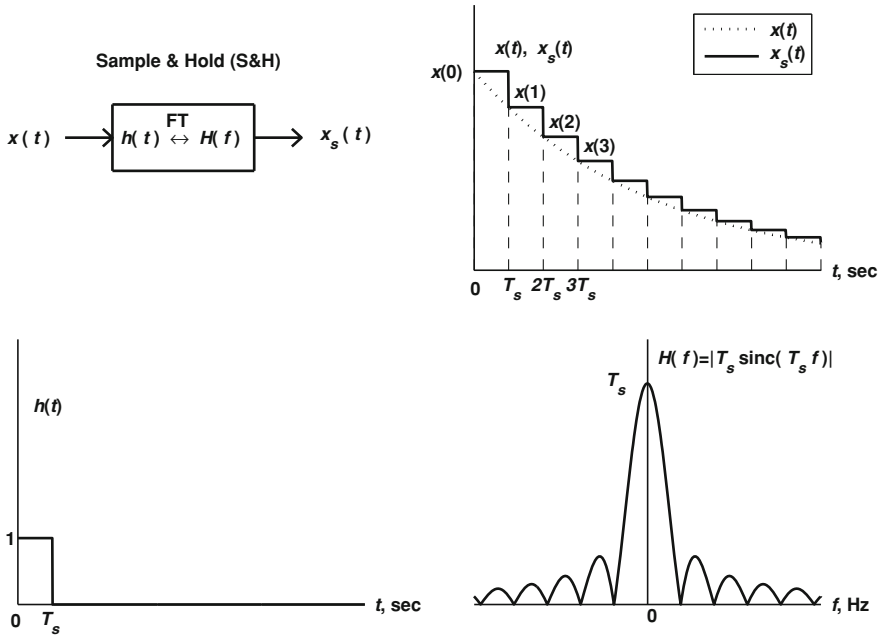 Sample & Hold (S&H)
x(t)
FT
h(t) ↔ H(f)
x_s(t)
x(t), x_s(t)
x(t)
x_s(t)
x(0)
x(1)
x(2)
x(3)
t, sec
0
T_s
2T_s
3T_s
h(t)
1
0
T_s
t, sec
H(f)=|T_s sinc(T_s f)|
T_s
0
f, Hz